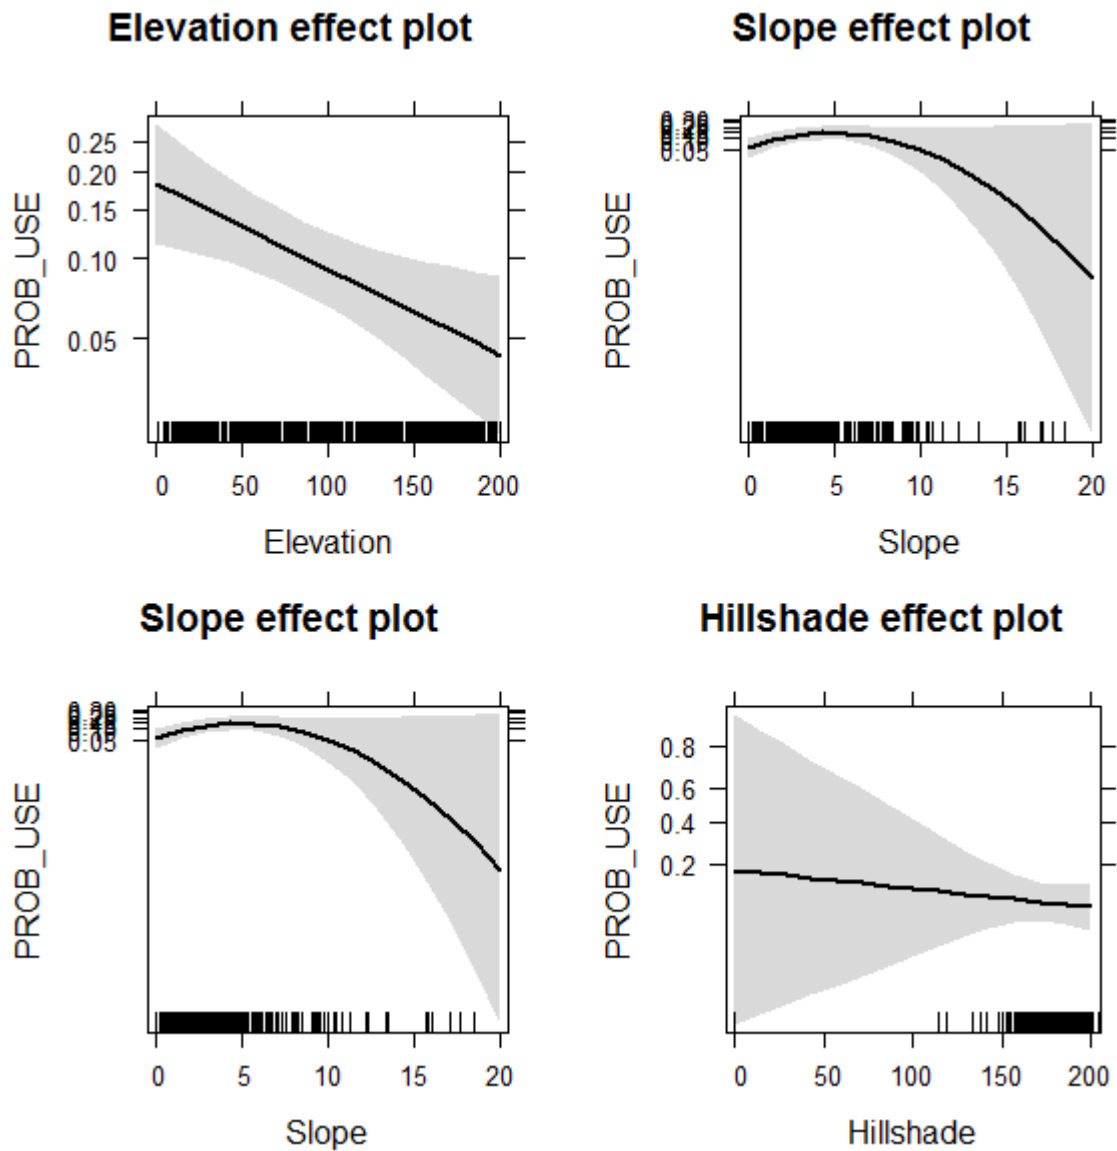 Elevation effect plot
PROB_USE
0.25
0.20
0.15
0.10
0.05
0 50 100 150 200
Elevation
Slope effect plot
PROB_USE
0.05
0 5 10 15 20
Slope
Slope effect plot
PROB_USE
0.05
0 5 10 15 20
Slope
Hillshade effect plot
PROB_USE
0.8
0.6
0.4
0.2
0 50 100 150 200
Hillshade